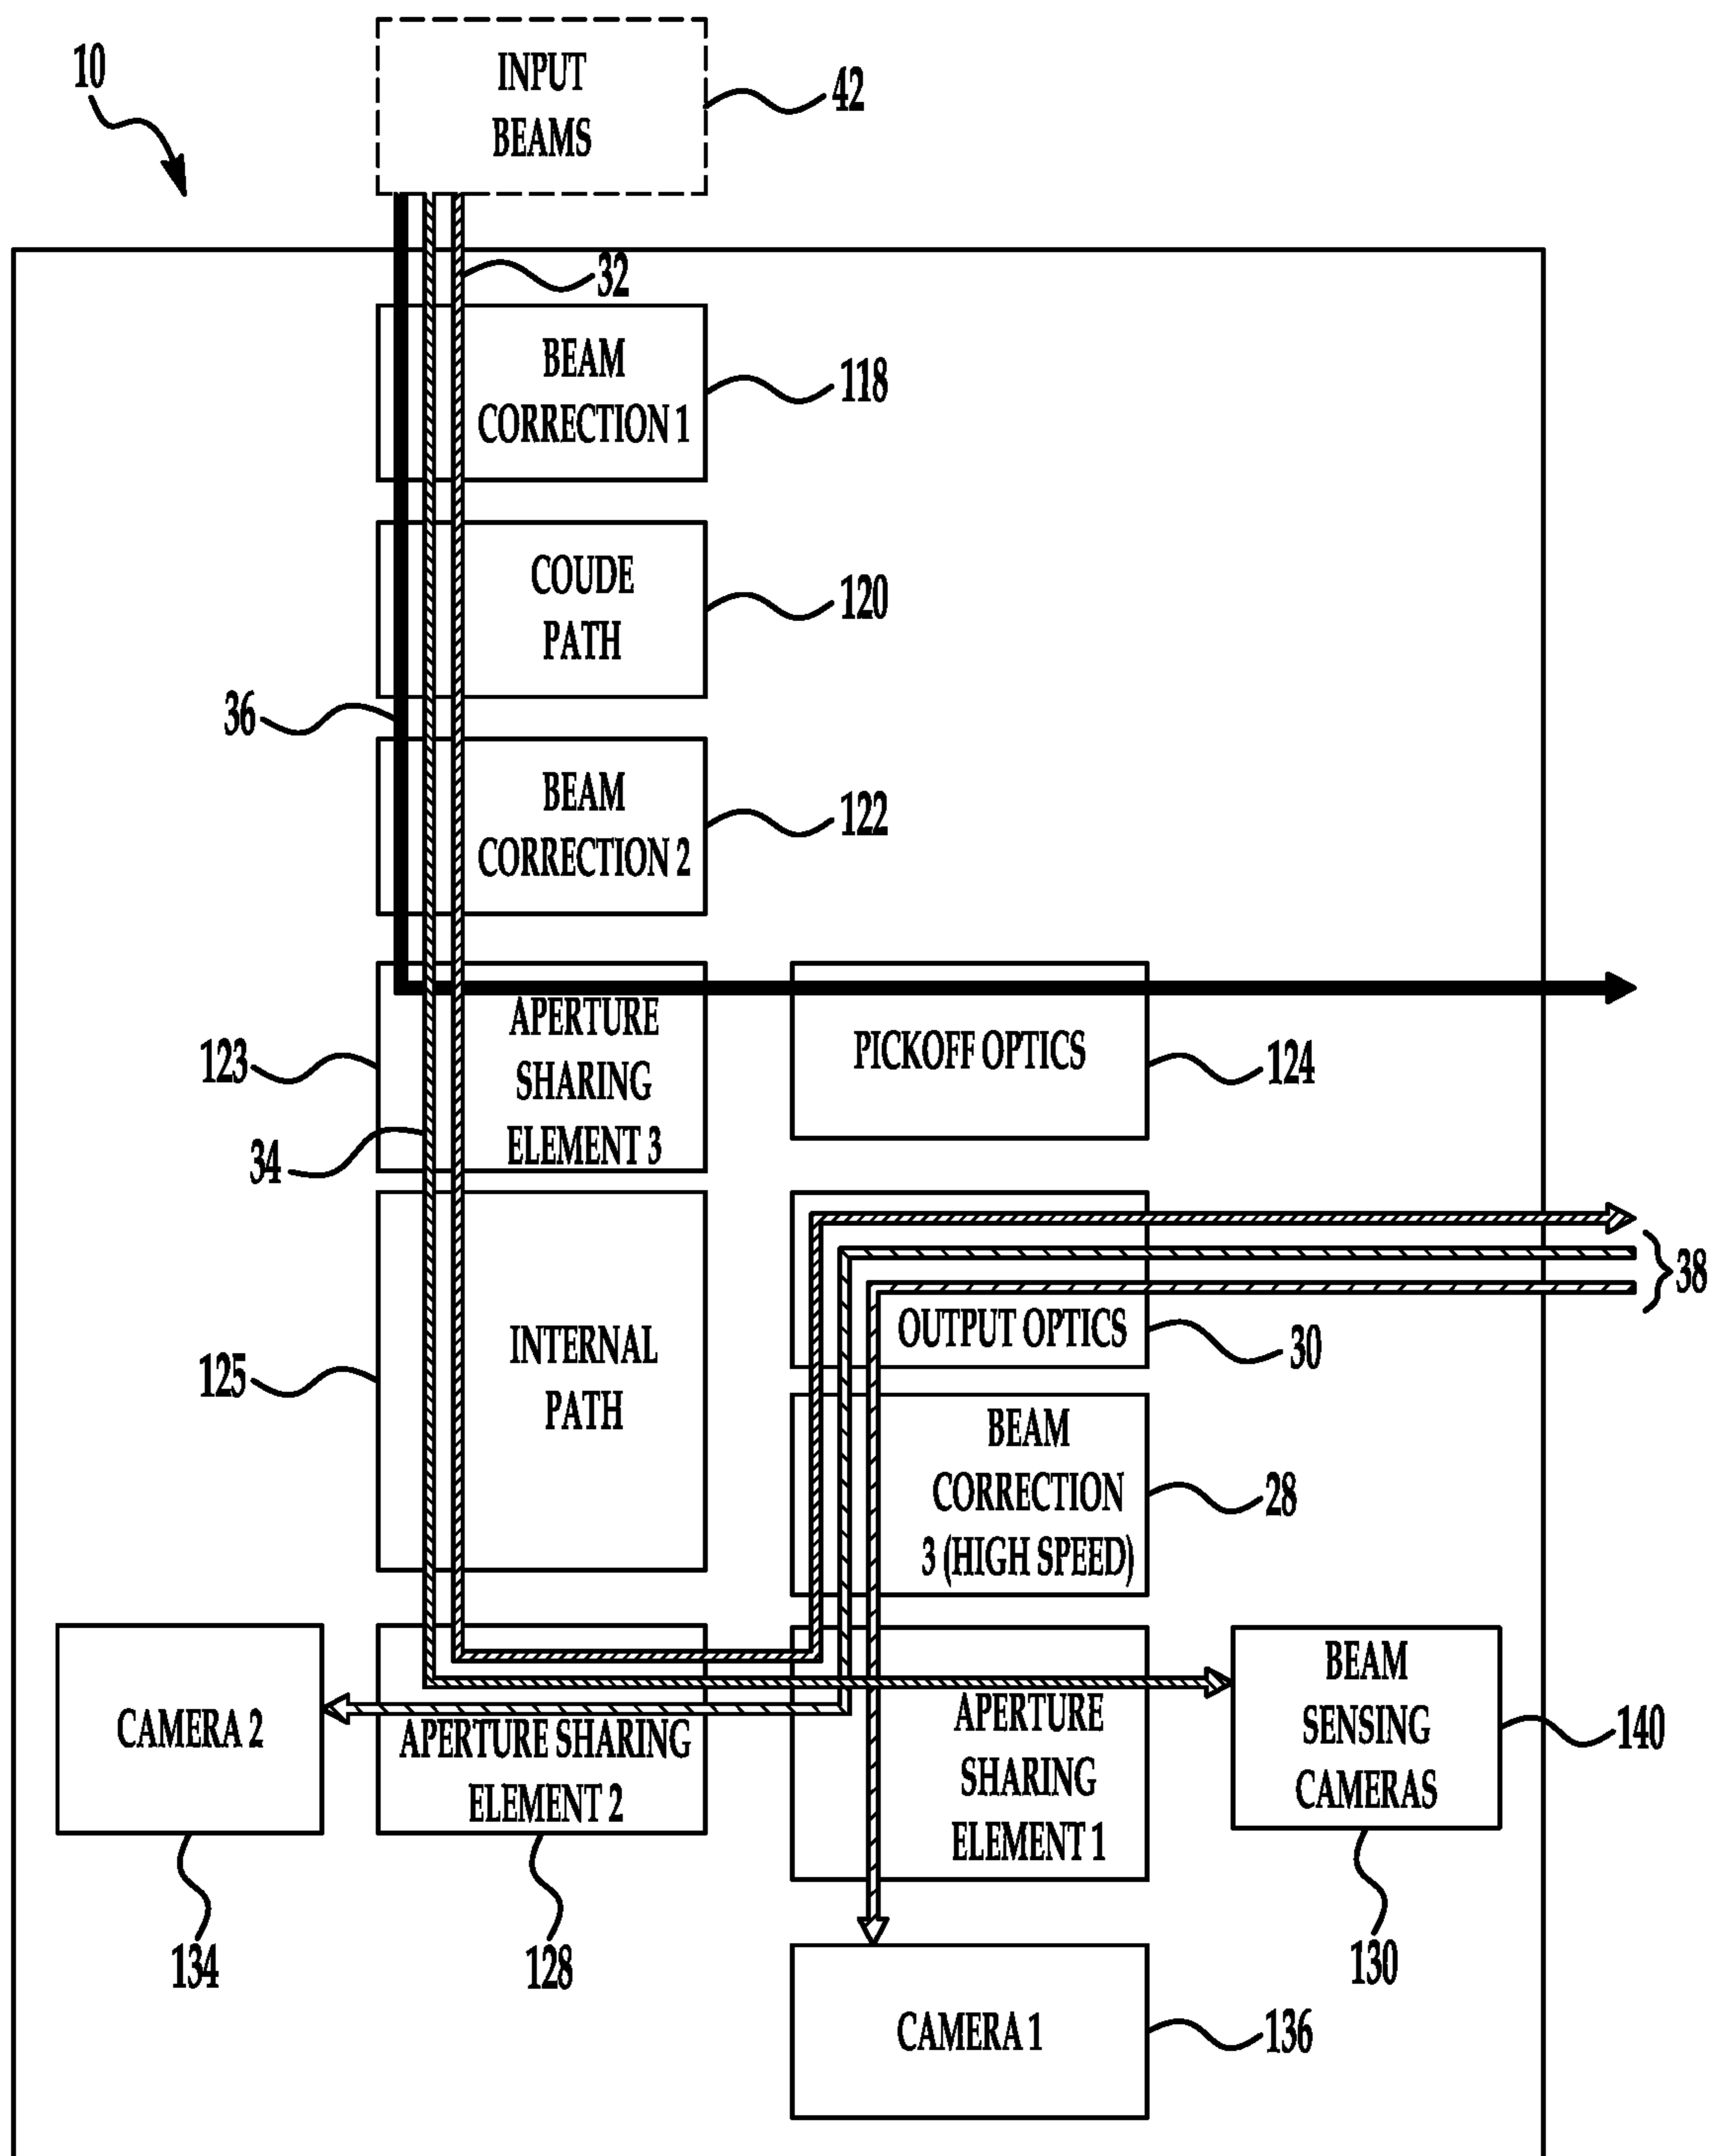 10
INPUT
BEAMS
42
32
BEAM
CORRECTION 1
118
COUDE
PATH
120
36
BEAM
CORRECTION 2
122
APERTURE
SHARING
ELEMENT 3
123
PICKOFF OPTICS
124
34
INTERNAL
PATH
125
38
OUTPUT OPTICS
30
BEAM
CORRECTION
3 (HIGH SPEED)
28
CAMERA 2
134
APERTURE SHARING
ELEMENT 2
128
APERTURE
SHARING
ELEMENT 1
BEAM
SENSING
CAMERAS
140
130
CAMERA 1
136